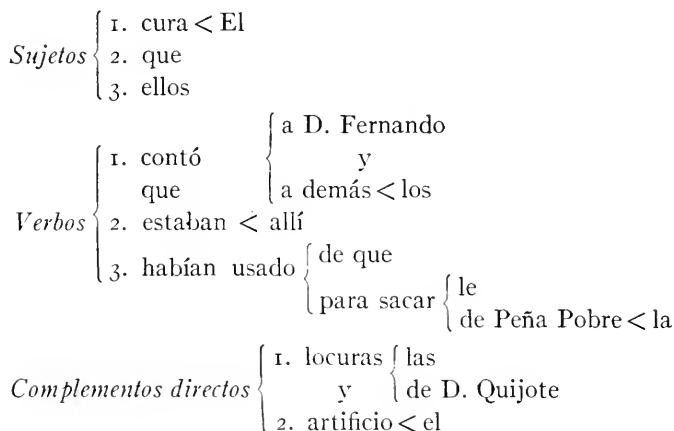 1. cura < El
Sujetos 2. que
3. ellos
a D. Fernando
1. contó y
que a demás < los
Verbos 2. estaban < allí
de que
3. habían usado
para sacar le
de Peña Pobre < la
1. locuras las
Complementos directos y de D. Quijote
2. artificio < el